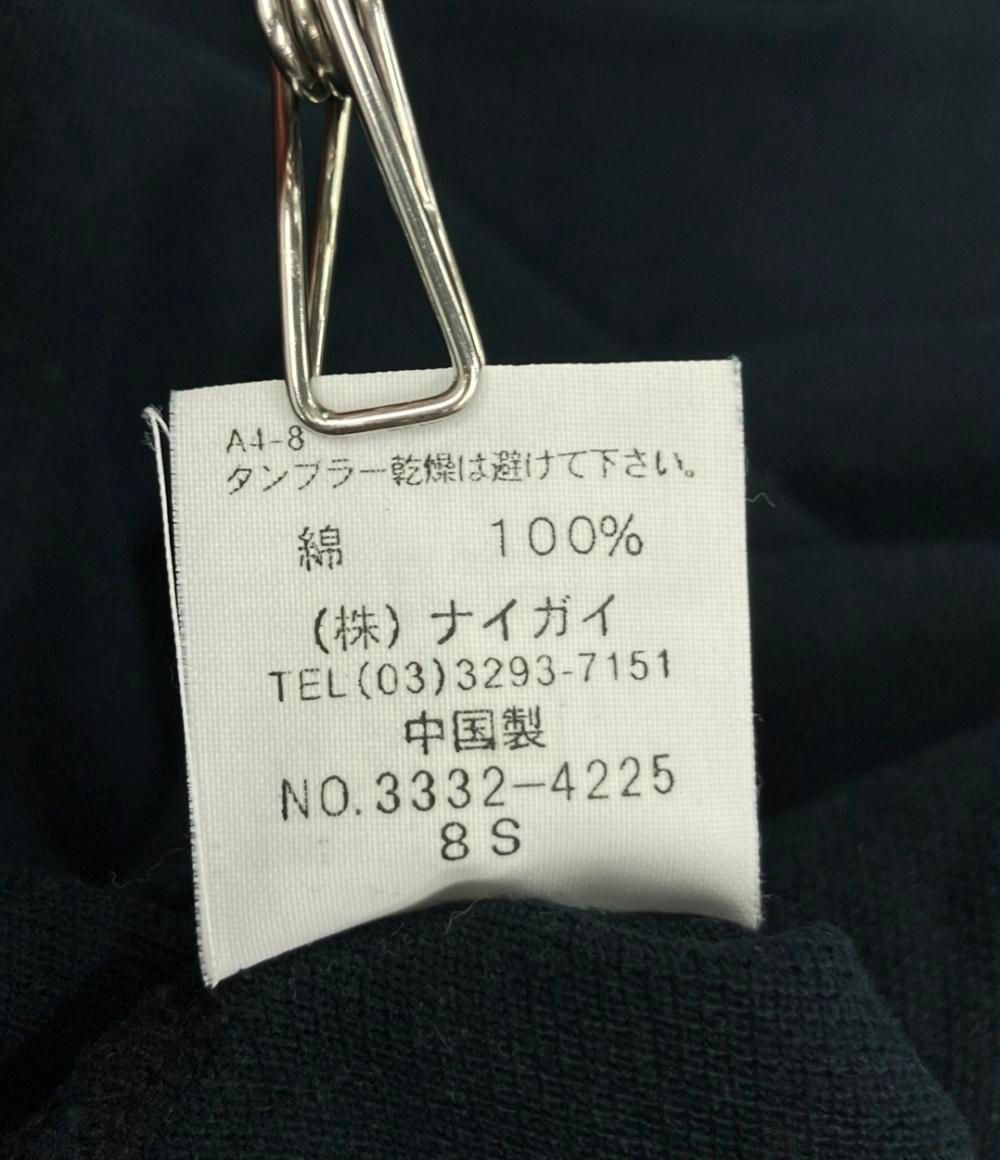 A4-8
タンブラー乾燥は避けて下さい。
綿 100%
(株)ナイガイ
TEL(03)3293-7151
中国製
NO.3332-4225
8 S